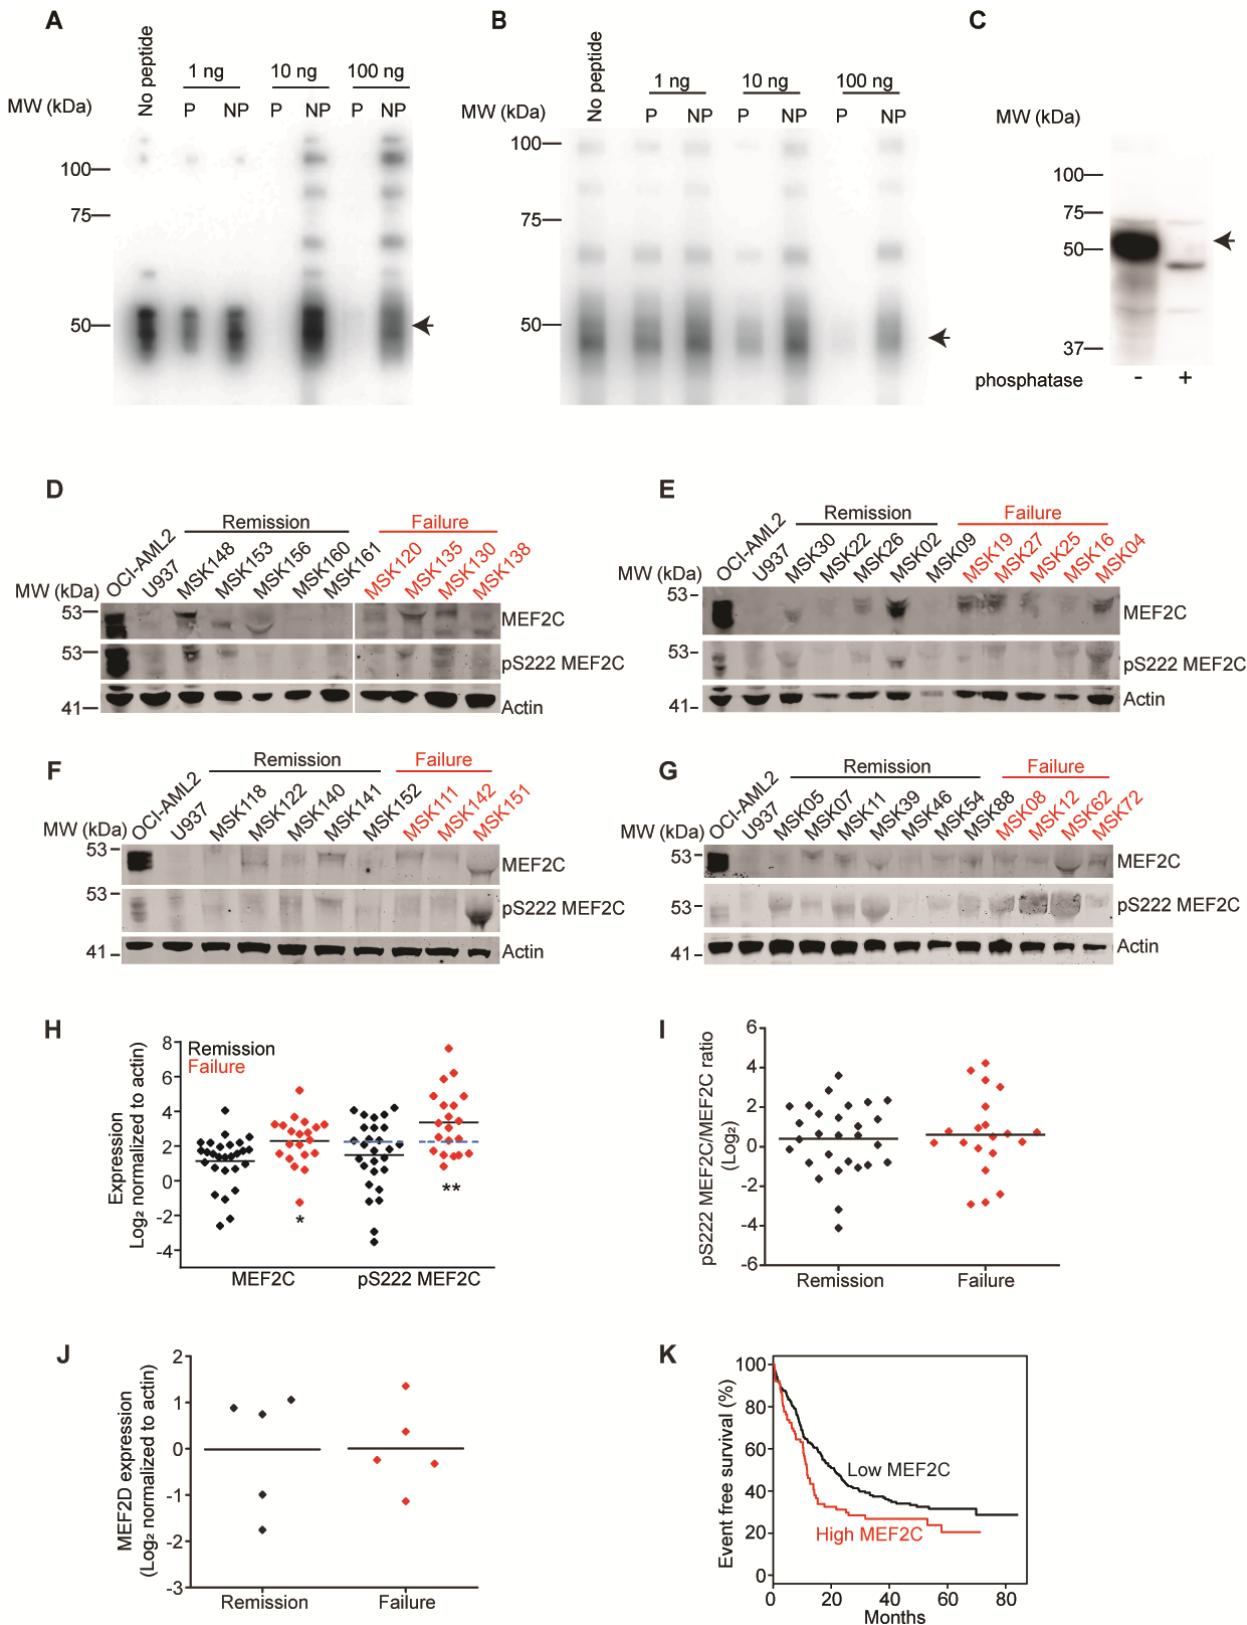 A
No peptide
1 ng
10 ng
100 ng
MW (kDa)
P
NP
P
NP
P
NP
100
75
50
B
No peptide
1 ng
10 ng
100 ng
MW (kDa)
P
NP
P
NP
P
NP
100
75
50
C
MW (kDa)
100
75
50
37
phosphatase
-
+
D
Remission
Failure
OCI-AML2
U937
MSK148
MSK153
MSK156
MSK160
MSK161
MSK120
MSK135
MSK130
MSK138
MW (kDa)
53
MEF2C
53
pS222 MEF2C
41
Actin
E
Remission
Failure
OCI-AML2
U937
MSK30
MSK22
MSK26
MSK02
MSK09
MSK19
MSK27
MSK25
MSK16
MSK04
MW (kDa)
53
MEF2C
53
pS222 MEF2C
41
Actin
F
Remission
Failure
OCI-AML2
U937
MSK118
MSK122
MSK140
MSK141
MSK152
MSK111
MSK142
MSK151
MW (kDa)
53
MEF2C
53
pS222 MEF2C
41
Actin
G
Remission
Failure
OCI-AML2
U937
MSK05
MSK07
MSK11
MSK39
MSK46
MSK54
MSK88
MSK08
MSK12
MSK62
MSK72
MW (kDa)
53
MEF2C
53
pS222 MEF2C
41
Actin
H
Expression
Log₂ normalized to actin)
8
6
4
2
0
-2
-4
Remission
Failure
*
**
MEF2C
pS222 MEF2C
I
pS222 MEF2C/MEF2C ratio
(Log₂)
6
4
2
0
-2
-4
-6
Remission
Failure
J
MEF2D expression
(Log₂ normalized to actin)
2
1
0
-1
-2
-3
Remission
Failure
K
Event free survival (%)
100
80
60
40
20
0
Low MEF2C
High MEF2C
0
20
40
60
80
Months